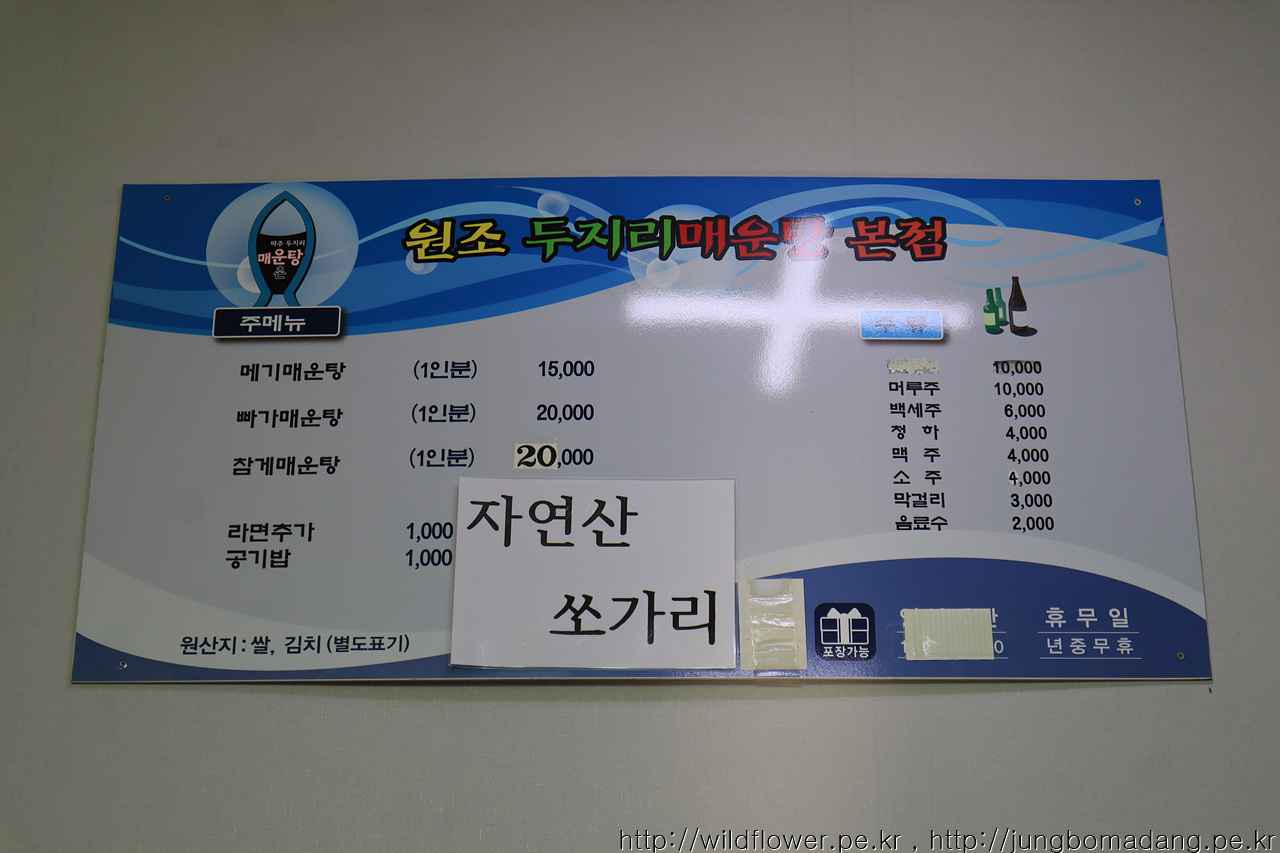 원조 두지리매운탕 본점
파주 두지리
매운탕
주메뉴
메기매운탕 (1인분) 15,000
빠가매운탕 (1인분) 20,000
참게매운탕 (1인분) 20,000
라면추가 1,000
공기밥 1,000
원산지 : 쌀, 김치 (별도표기)
자연산
쏘가리
주 류
10,000
머루주 10,000
백세주 6,000
청 하 4,000
맥 주 4,000
소 주 4,000
막걸리 3,000
음료수 2,000
포장가능
휴 무 일
년 중 무 휴
http://wildflower.pe.kr , http://jungbomadang.pe.kr